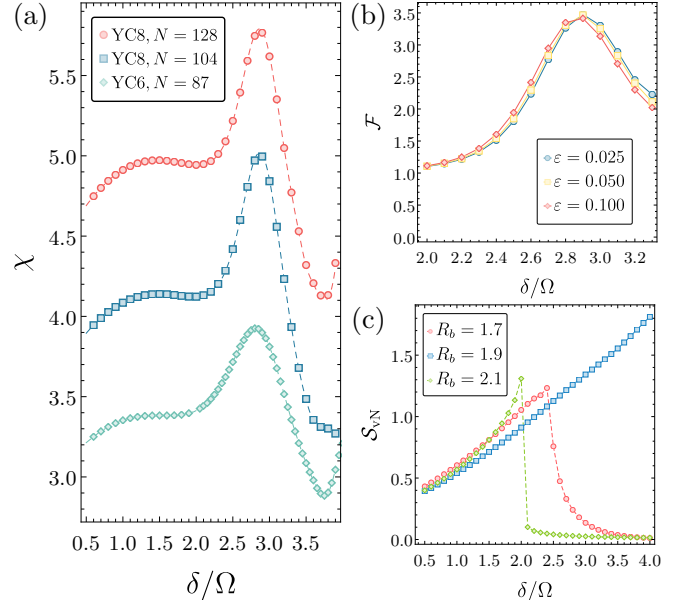 (a)
YC8, N = 128
YC8, N = 104
YC6, N = 87
χ
5.5
5.0
4.5
4.0
3.5
3.0
0.5 1.0 1.5 2.0 2.5 3.0 3.5
δ/Ω
(b)
ℱ
3.5
3.0
2.5
2.0
1.5
1.0
0.5
0.0
ε = 0.025
ε = 0.050
ε = 0.100
2.0 2.2 2.4 2.6 2.8 3.0 3.2
δ/Ω
(c)
R_b = 1.7
R_b = 1.9
R_b = 2.1
𝒮_vN
1.5
1.0
0.5
0.0
0.5 1.0 1.5 2.0 2.5 3.0 3.5 4.0
δ/Ω